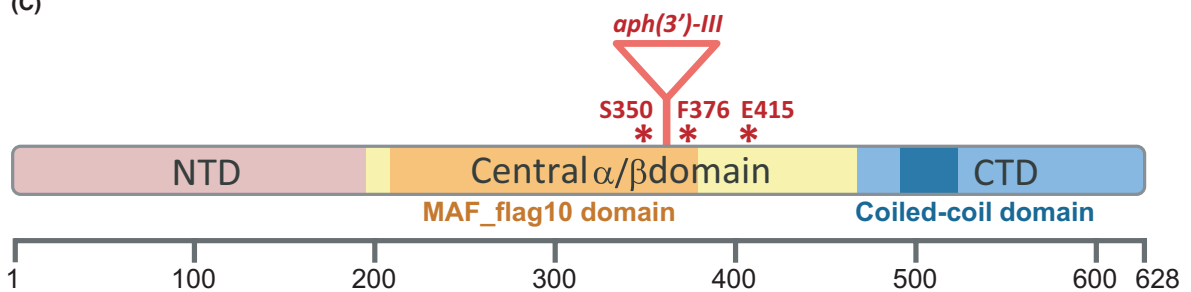 (C)
aph(3’)-III
S350 F376 E415
* * *
NTD Central α/βdomain CTD
MAF_flag10 domain Coiled-coil domain
1 100 200 300 400 500 600 628